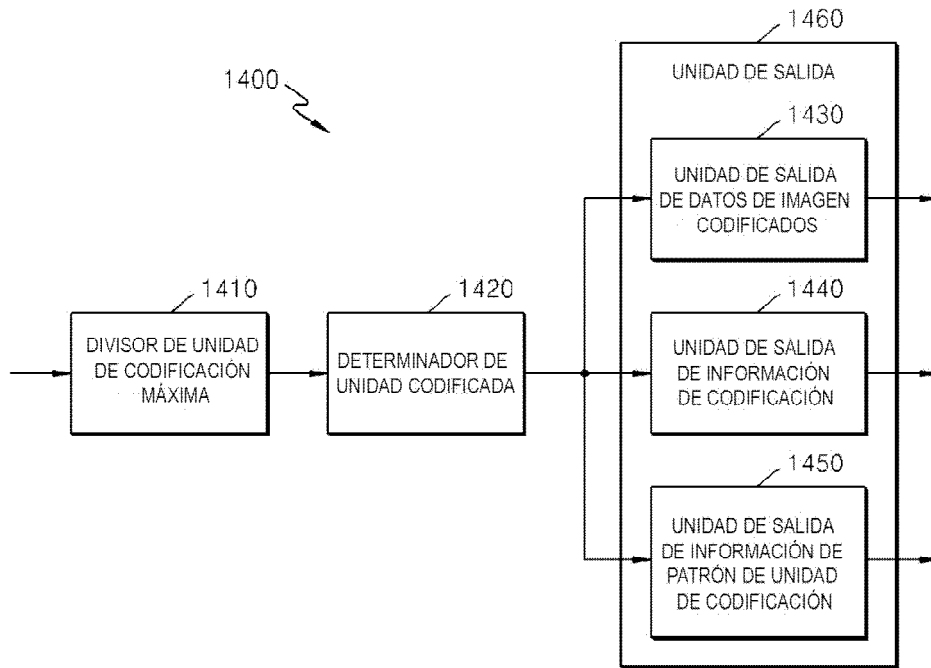 1460
UNIDAD DE SALIDA
1400
1430
UNIDAD DE SALIDA
DE DATOS DE IMAGEN
CODIFICADOS
1410
DIVISOR DE UNIDAD
DE CODIFICACIÓN
MÁXIMA
1420
DETERMINADOR DE
UNIDAD CODIFICADA
1440
UNIDAD DE SALIDA
DE INFORMACIÓN
DE CODIFICACIÓN
1450
UNIDAD DE SALIDA
DE INFORMACIÓN DE
PATRÓN DE UNIDAD
DE CODIFICACIÓN